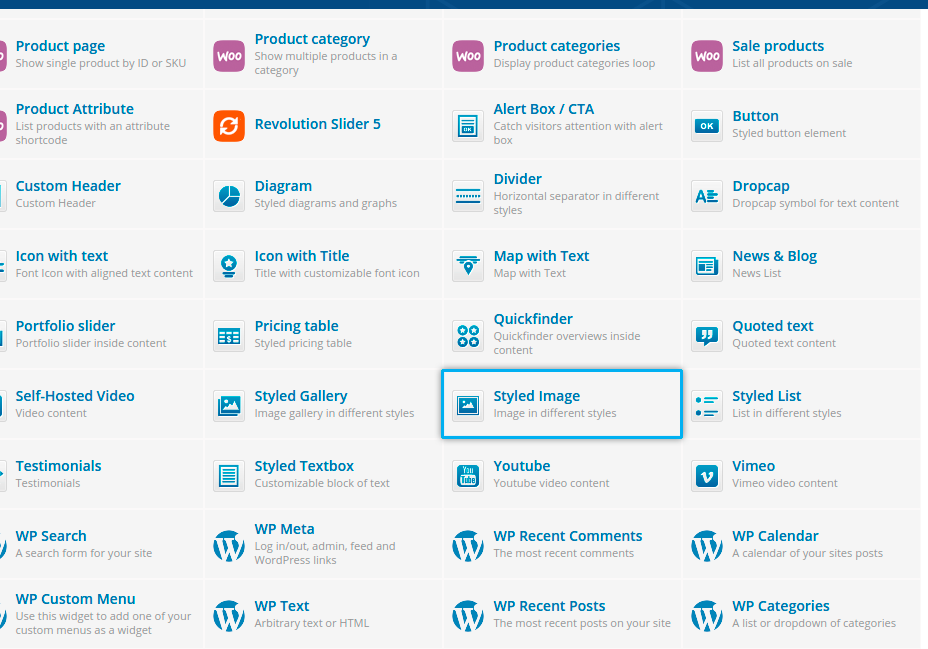 Product page
Show single product by ID or SKU
WOO
Product category
Show multiple products in a
category
WOO
Product categories
Display product categories loop
WOO
Sale products
List all products on sale
Product Attribute
List products with an attribute
shortcode
Revolution Slider 5
OK
Alert Box / CTA
Catch visitors attention with alert
box
OK
Button
Styled button element
Custom Header
Custom Header
Diagram
Styled diagrams and graphs
Divider
Horizontal separator in different
styles
A
Dropcap
Dropcap symbol for text content
Icon with text
Font Icon with aligned text content
Icon with Title
Title with customizable font icon
Map with Text
Map with Text
News & Blog
News List
Portfolio slider
Portfolio slider inside content
$
Pricing table
Styled pricing table
Quickfinder
Quickfinder overviews inside
content
Quoted text
Quoted text content
Self-Hosted Video
Video content
Styled Gallery
Image gallery in different styles
Styled Image
Image in different styles
Styled List
List in different styles
Testimonials
Testimonials
Styled Textbox
Customizable block of text
You
Tube
Youtube
Youtube video content
V
Vimeo
Vimeo video content
WP Search
A search form for your site
W
WP Meta
Log in/out, admin, feed and
WordPress links
W
WP Recent Comments
The most recent comments
W
WP Calendar
A calendar of your sites posts
WP Custom Menu
Use this widget to add one of your
custom menus as a widget
W
WP Text
Arbitrary text or HTML
W
WP Recent Posts
The most recent posts on your site
W
WP Categories
A list or dropdown of categories